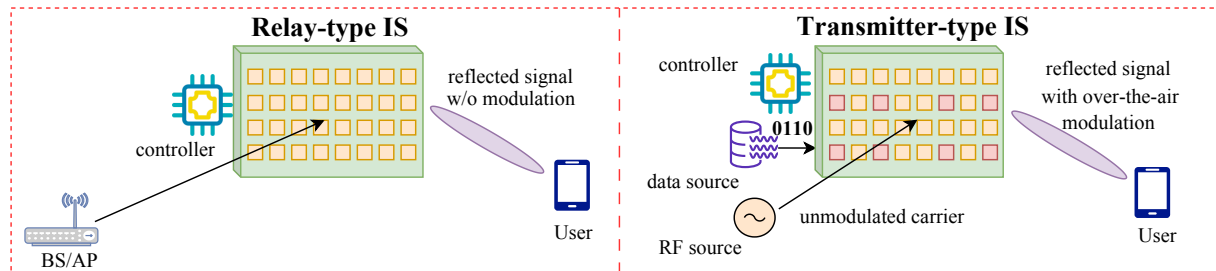 Relay-type IS
reflected signal
w/o modulation
controller
BS/AP
User
Transmitter-type IS
controller
reflected signal
with over-the-air
modulation
0110
data source
unmodulated carrier
RF source
User